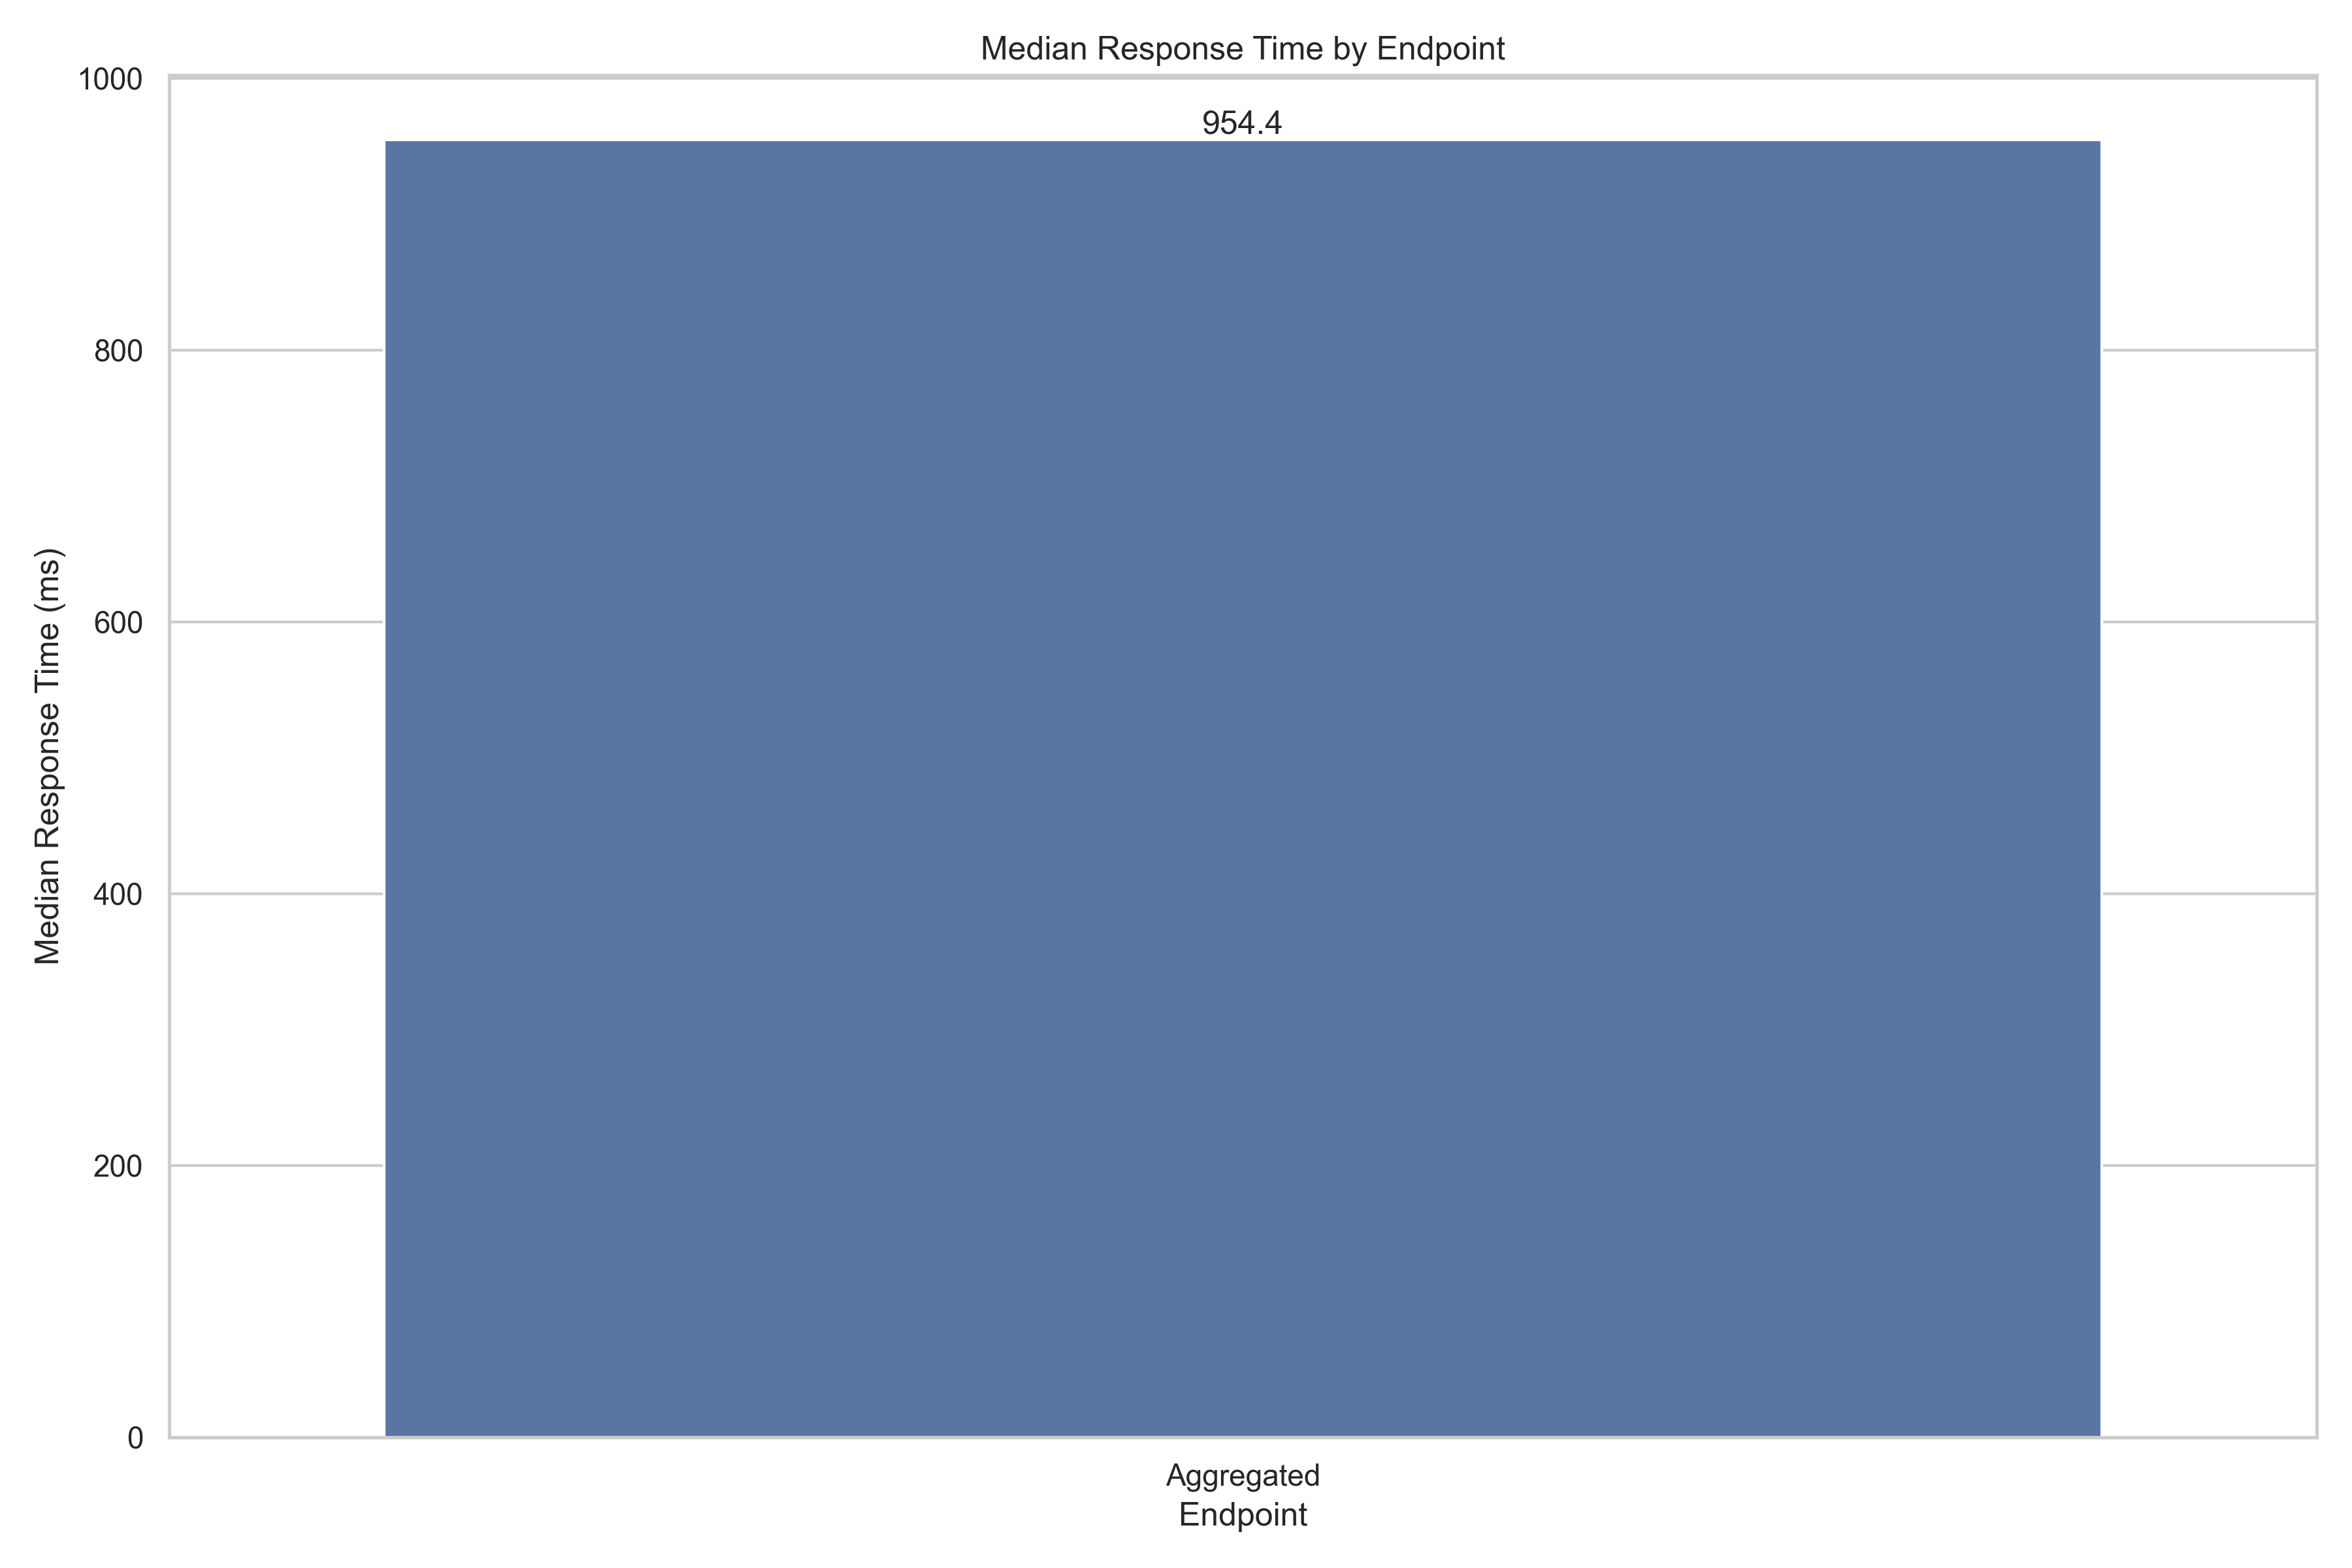 Median Response Time by Endpoint
1000
954.4
800
600
400
200
0
Median Response Time (ms)
Aggregated
Endpoint